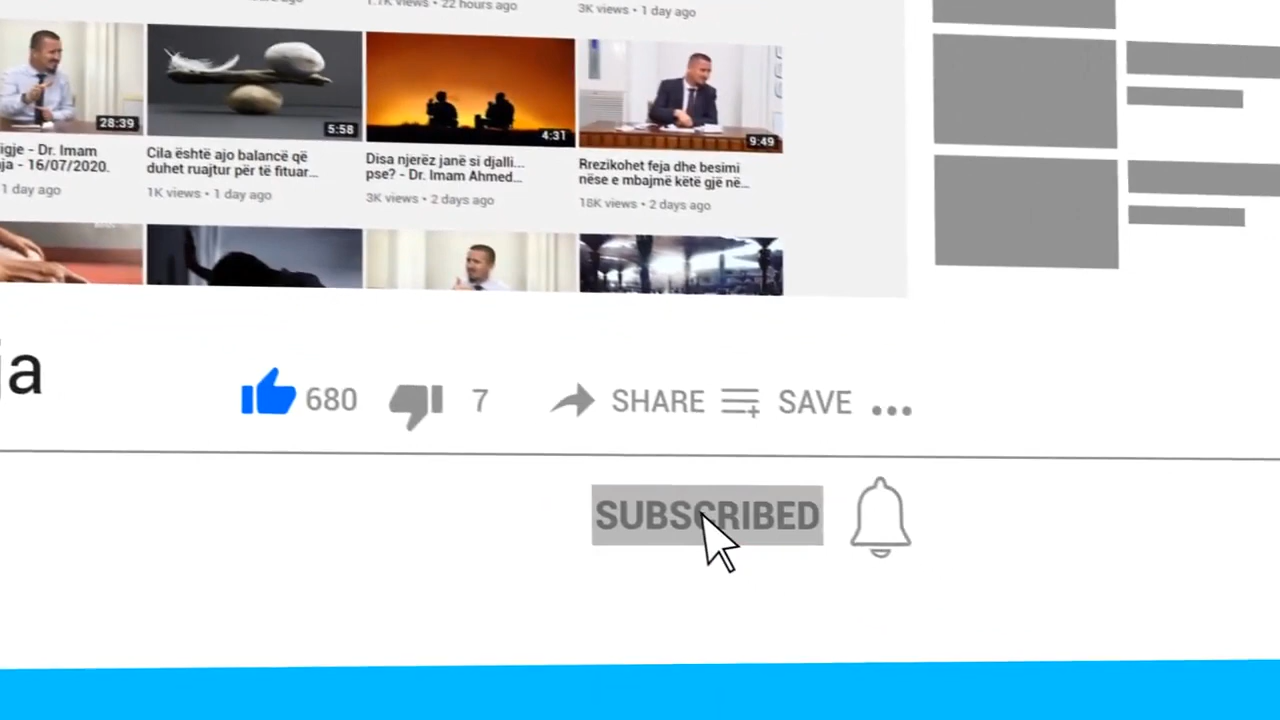 1.7K views • 22 hours ago
3K views • 1 day ago
28:39
5:58
4:31
9:49
igje - Dr. Imam
ja - 16/07/2020.
1 day ago
Cila është ajo balancë që
duhet ruajtur për të fituar...
1K views • 1 day ago
Disa njerëz janë si djalli...
pse? - Dr. Imam Ahmed...
3K views • 2 days ago
Rrezikohet feja dhe besimi
nëse e mbajmë këtë gjë në...
18K views • 2 days ago
ja
680
7
SHARE
SAVE
SUBSCRIBED